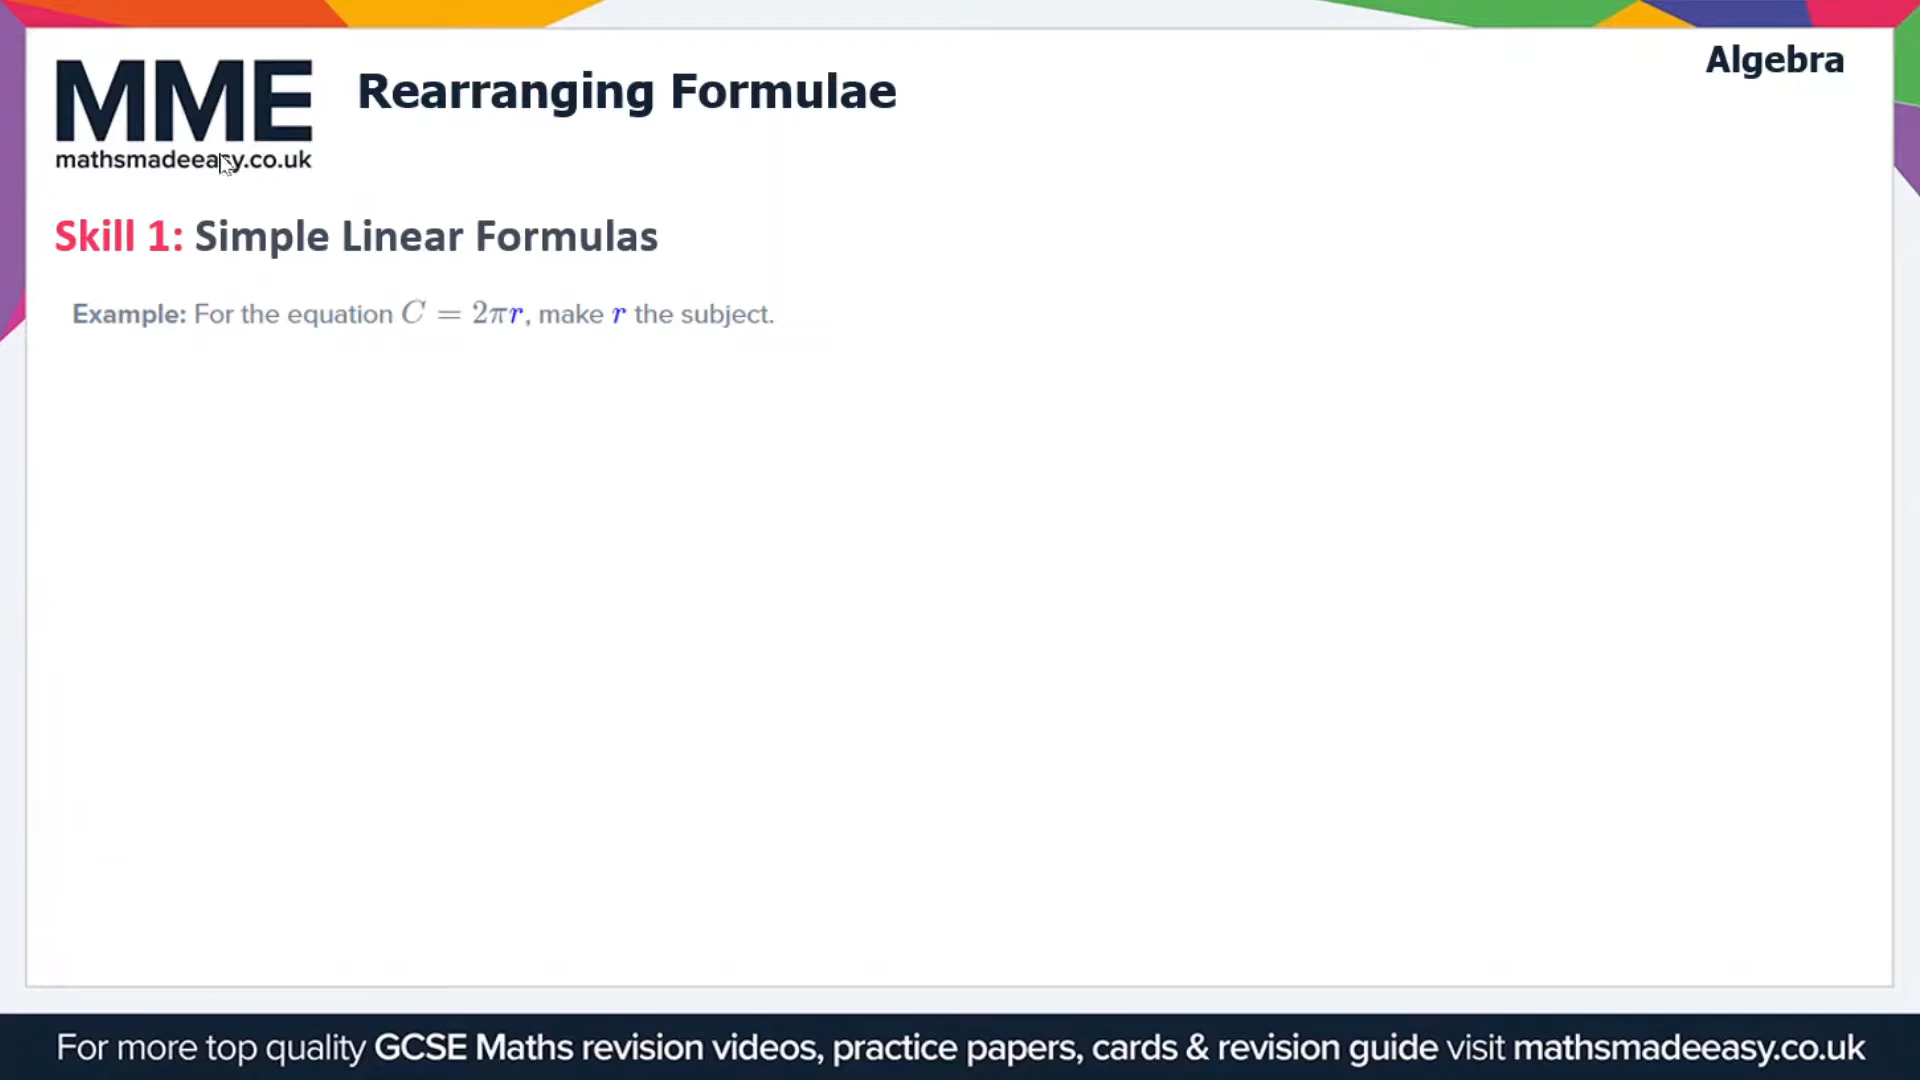 Algebra
MME
Rearranging Formulae
mathsmadeeasy.co.uk
Skill 1: Simple Linear Formulas
Example: For the equation C = 2πr, make r the subject.
For more top quality GCSE Maths revision videos, practice papers, cards & revision guide visit mathsmadeeasy.co.uk